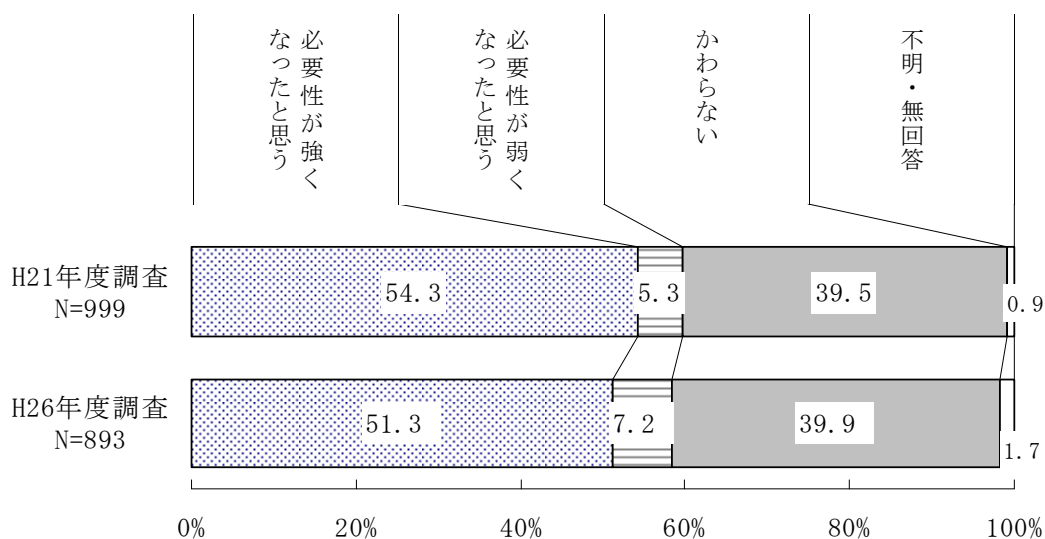 必要性が強く
なったと思う
必要性が弱く
なったと思う
かわらない
不明・無回答
H21年度調査
N=999
54.3
5.3
39.5
0.9
H26年度調査
N=893
51.3
7.2
39.9
1.7
0%
20%
40%
60%
80%
100%